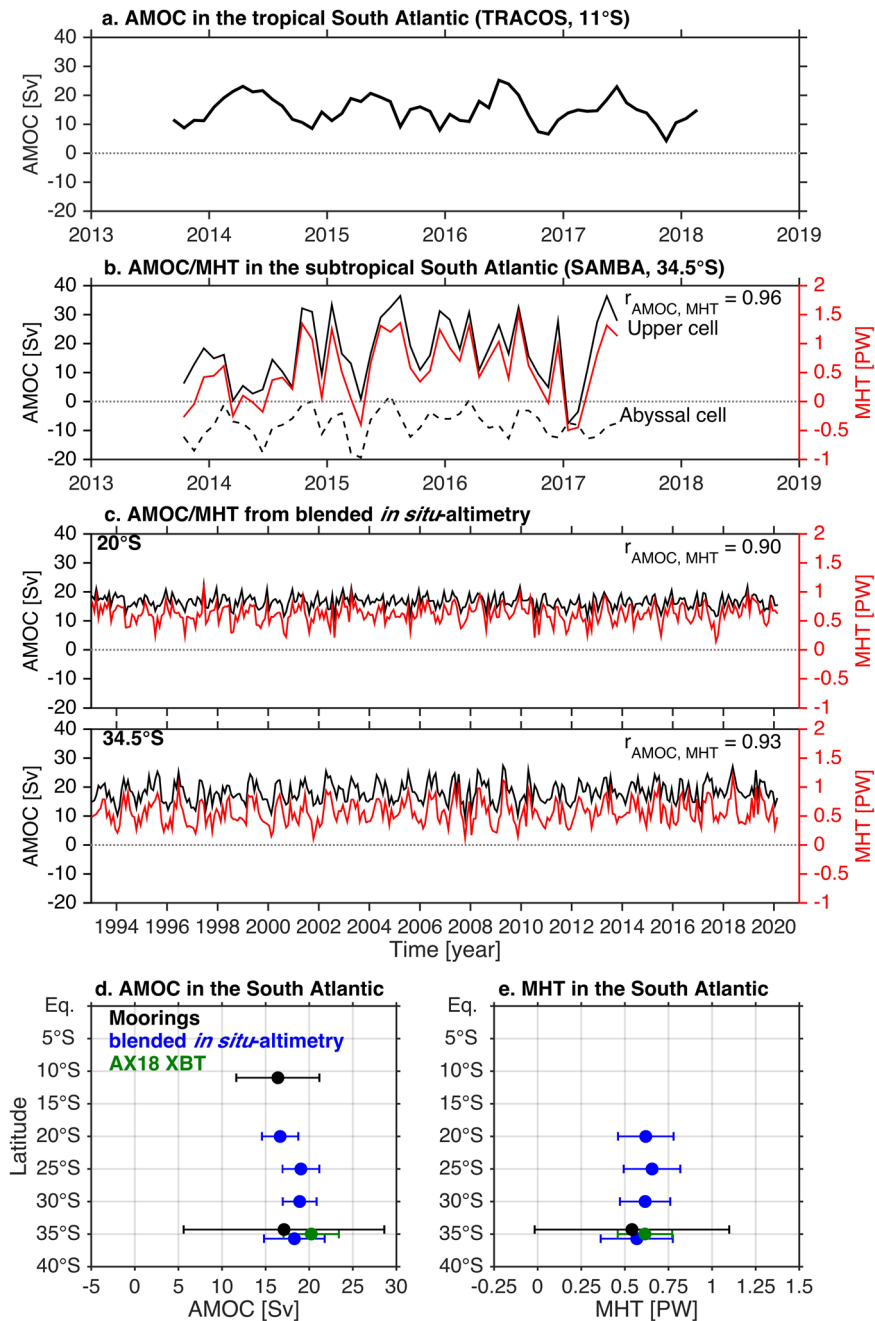 a. AMOC in the tropical South Atlantic (TRACOS, 11°S)
40
30
20
10
0
-10
-20
AMOC [Sv]
2013 2014 2015 2016 2017 2018 2019
b. AMOC/MHT in the subtropical South Atlantic (SAMBA, 34.5°S)
40
30
20
10
0
-10
-20
AMOC [Sv]
r AMOC, MHT = 0.96
Upper cell
Abyssal cell
2
1.5
1
0.5
0
-0.5
-1
MHT [PW]
2013 2014 2015 2016 2017 2018 2019
c. AMOC/MHT from blended in situ-altimetry
20°S
r AMOC, MHT = 0.90
40
30
20
10
0
-10
-20
AMOC [Sv]
2
1.5
1
0.5
0
-0.5
-1
MHT [PW]
34.5°S
r AMOC, MHT = 0.93
40
30
20
10
0
-10
-20
AMOC [Sv]
2
1.5
1
0.5
0
-0.5
-1
MHT [PW]
1994 1996 1998 2000 2002 2004 2006 2008 2010 2012 2014 2016 2018 2020
Time [year]
d. AMOC in the South Atlantic
Moorings
blended in situ-altimetry
AX18 XBT
Eq.
5°S
10°S
15°S
20°S
25°S
30°S
35°S
40°S
Latitude
-5 0 5 10 15 20 25 30
AMOC [Sv]
e. MHT in the South Atlantic
Eq.
5°S
10°S
15°S
20°S
25°S
30°S
35°S
40°S
-0.25 0 0.25 0.5 0.75 1 1.25 1.5
MHT [PW]